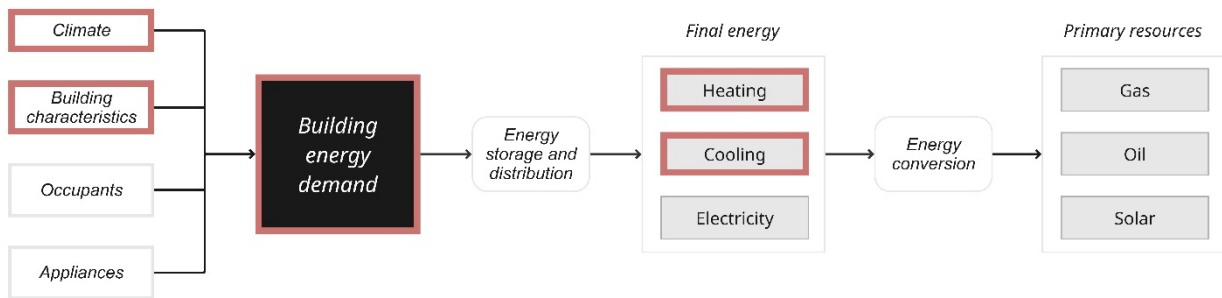 Climate
Building
characteristics
Occupants
Appliances
Building
energy
demand
Energy
storage and
distribution
Final energy
Heating
Cooling
Electricity
Energy
conversion
Primary resources
Gas
Oil
Solar